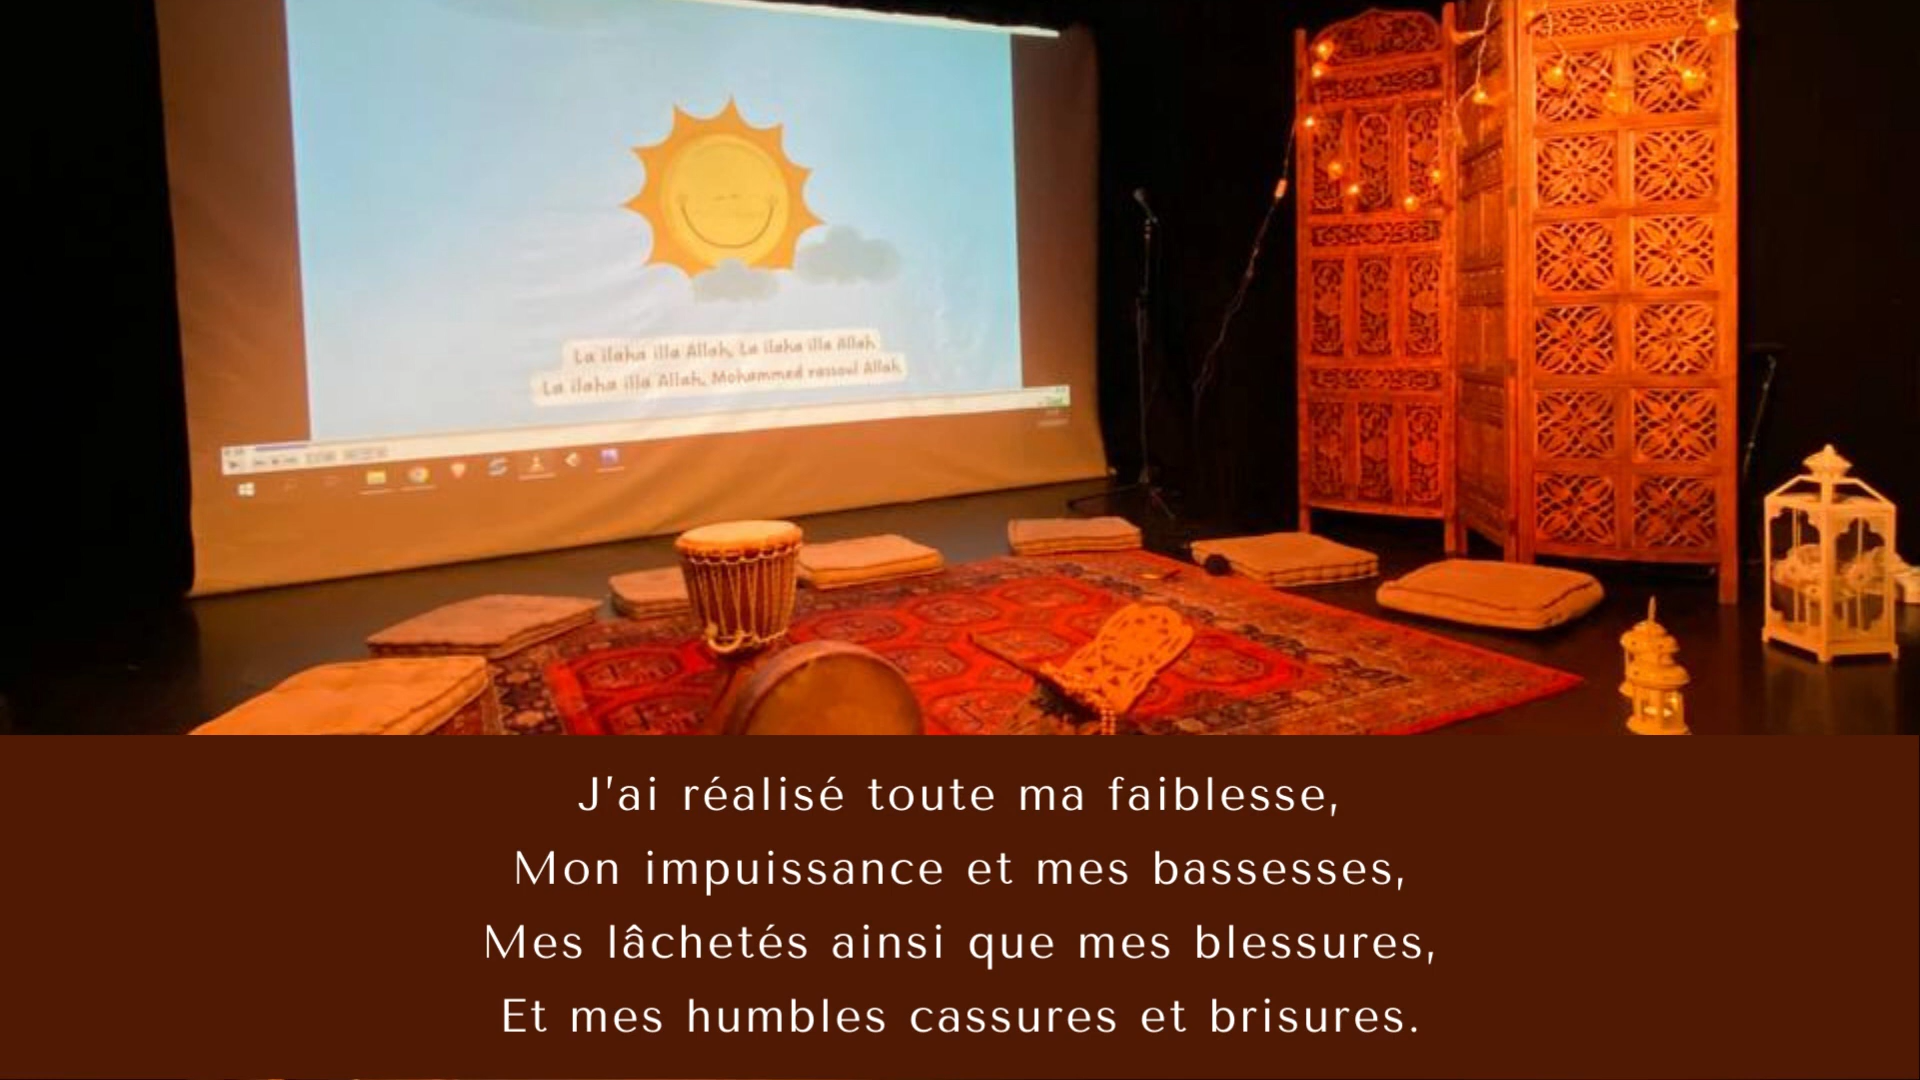 La ilaha illa Allah, La ilaha illa Allah
La ilaha illa Allah, Mohammed rassoul Allah
J'ai réalisé toute ma faiblesse,
Mon impuissance et mes bassesses,
Mes lâchetés ainsi que mes blessures,
Et mes humbles cassures et brisures.